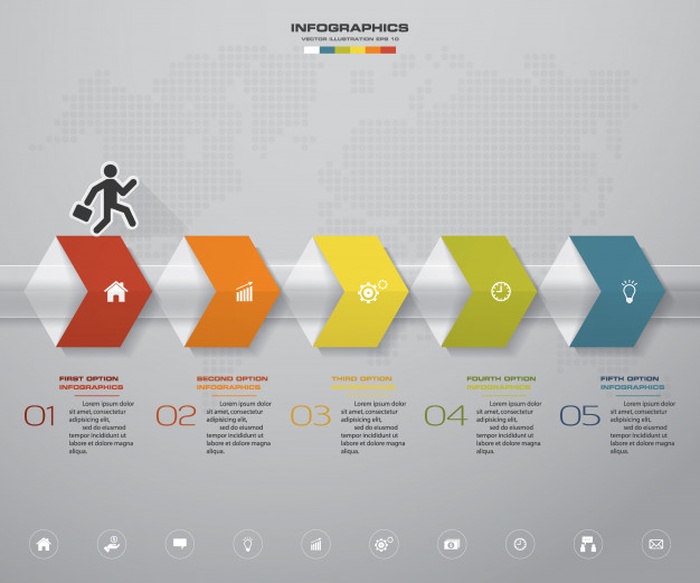 INFOGRAPHICS
VECTOR ILLUSTRATION EPS 10
FIRST OPTION
INFOGRAPHICS
01
Lorem ipsum dolor
sit amet, consectetur
adipisicing elit,
sed do eiusmod
tempor incididunt ut
labore et dolore magna
aliqua.
SECOND OPTION
INFOGRAPHICS
02
Lorem ipsum dolor
sit amet, consectetur
adipisicing elit,
sed do eiusmod
tempor incididunt ut
labore et dolore magna
aliqua.
THIRD OPTION
INFOGRAPHICS
03
Lorem ipsum dolor
sit amet, consectetur
adipisicing elit,
sed do eiusmod
tempor incididunt ut
labore et dolore magna
aliqua.
FOURTH OPTION
INFOGRAPHICS
04
Lorem ipsum dolor
sit amet, consectetur
adipisicing elit,
sed do eiusmod
tempor incididunt ut
labore et dolore magna
aliqua.
FIFTH OPTION
INFOGRAPHICS
05
Lorem ipsum dolor
sit amet, consectetur
adipisicing elit,
sed do eiusmod
tempor incididunt ut
labore et dolore magna
aliqua.